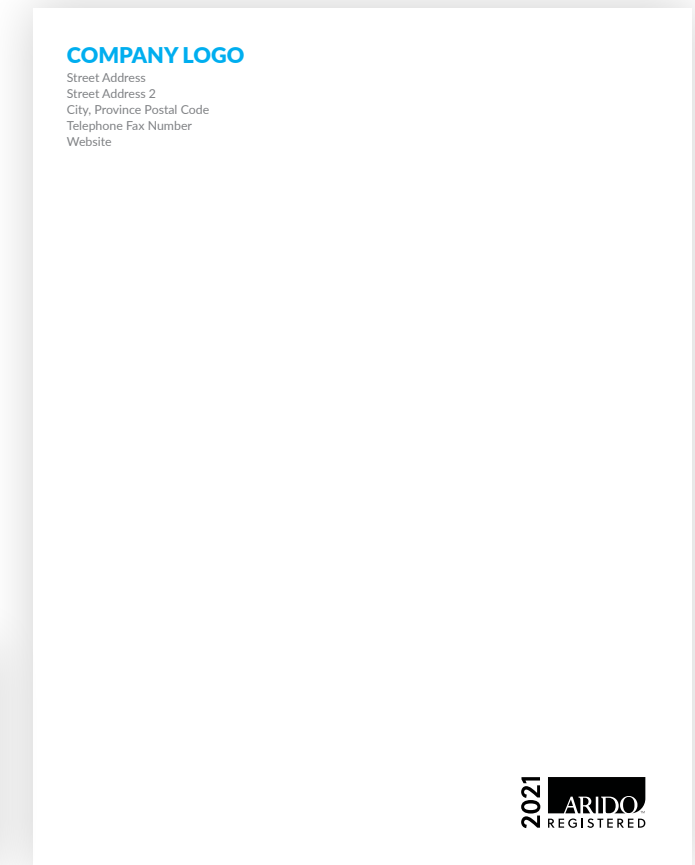 COMPANY LOGO
Street Address
Street Address 2
City, Province Postal Code
Telephone Fax Number
Website
2021
ARIDO
REGISTERED